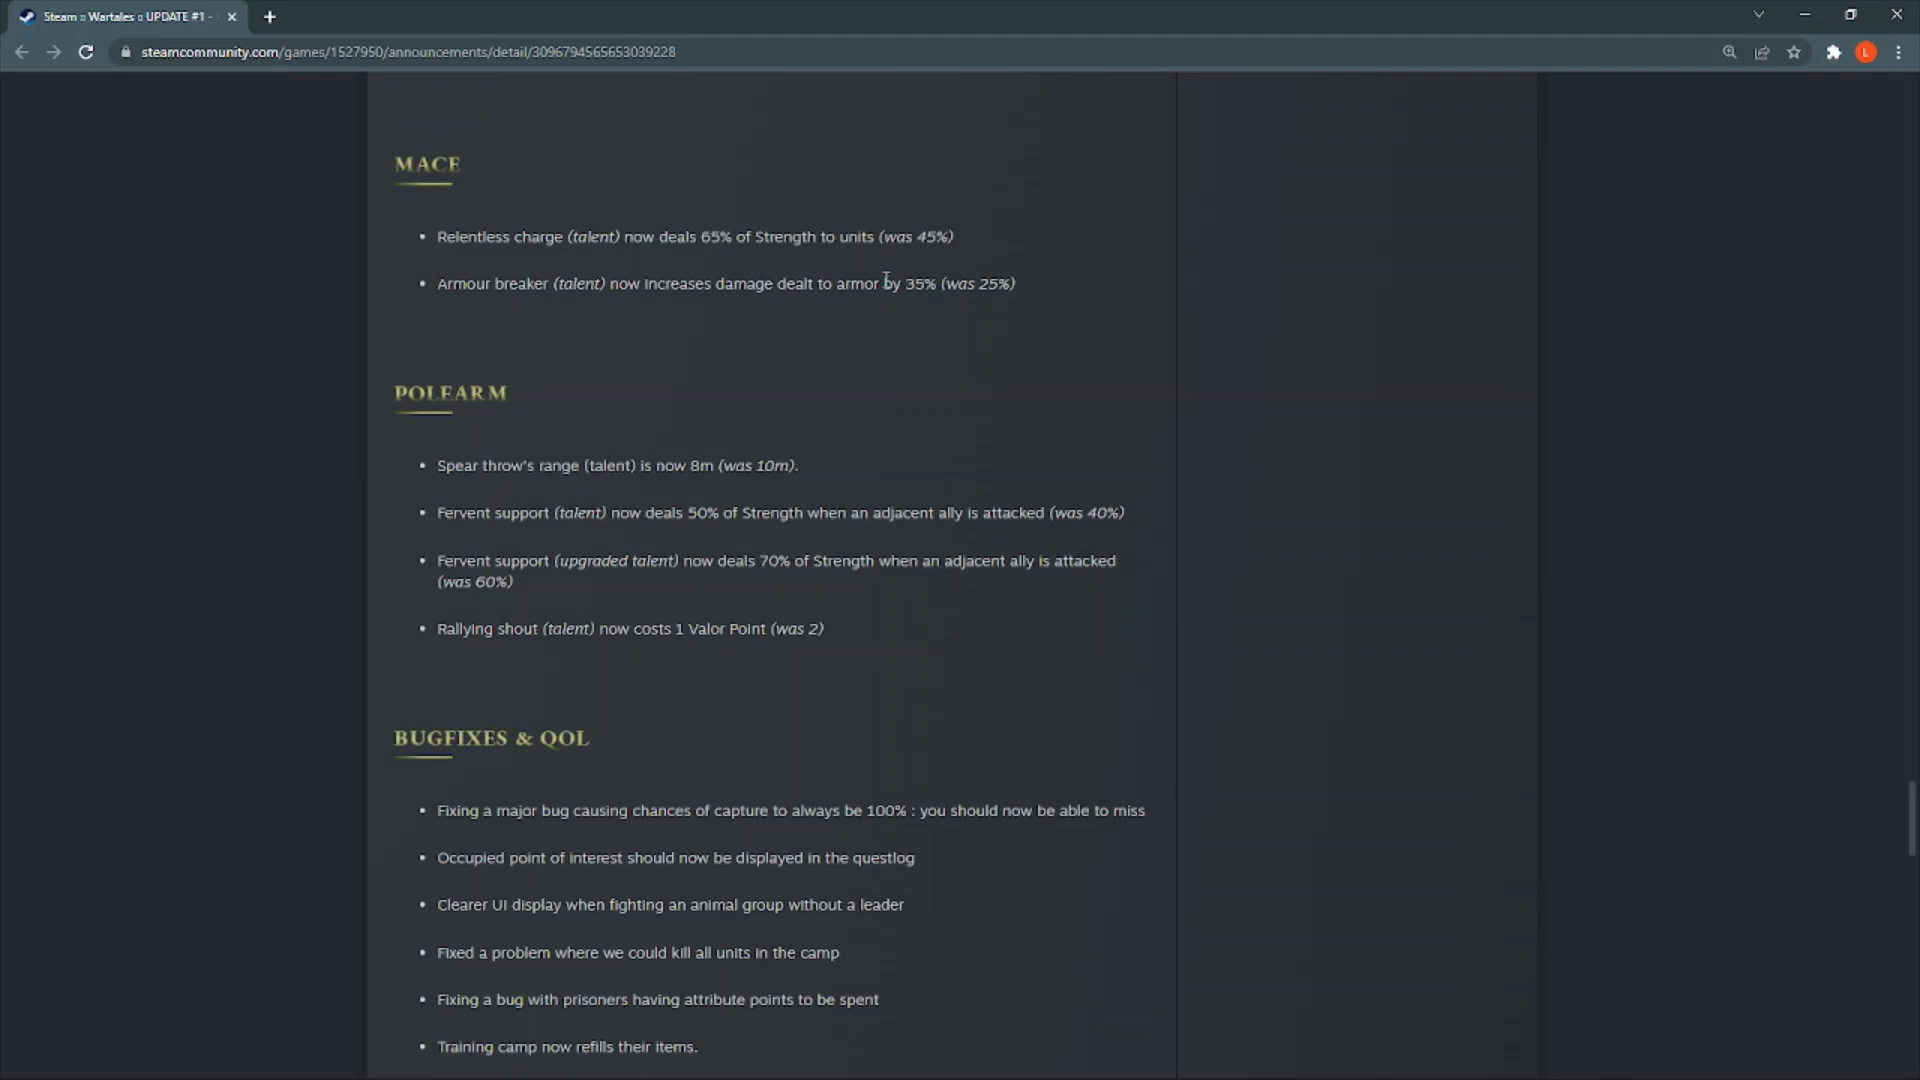 Steam :: Wartales :: UPDATE #1 -
steamcommunity.com/games/1527950/announcements/detail/3096794565653039228
L
MACE
• Relentless charge (talent) now deals 65% of Strength to units (was 45%)
• Armour breaker (talent) now increases damage dealt to armor by 35% (was 25%)
POLEARM
• Spear throw's range (talent) is now 8m (was 10m).
• Fervent support (talent) now deals 50% of Strength when an adjacent ally is attacked (was 40%)
• Fervent support (upgraded talent) now deals 70% of Strength when an adjacent ally is attacked
(was 60%)
• Rallying shout (talent) now costs 1 Valor Point (was 2)
BUGFIXES & QOL
• Fixing a major bug causing chances of capture to always be 100% : you should now be able to miss
• Occupied point of interest should now be displayed in the questlog
• Clearer UI display when fighting an animal group without a leader
• Fixed a problem where we could kill all units in the camp
• Fixing a bug with prisoners having attribute points to be spent
• Training camp now refills their items.